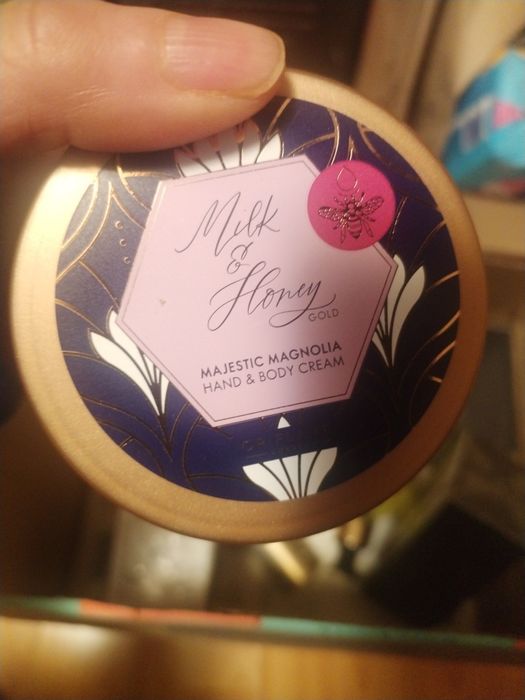 Milk
&
Honey
GOLD
MAJESTIC MAGNOLIA
HAND & BODY CREAM